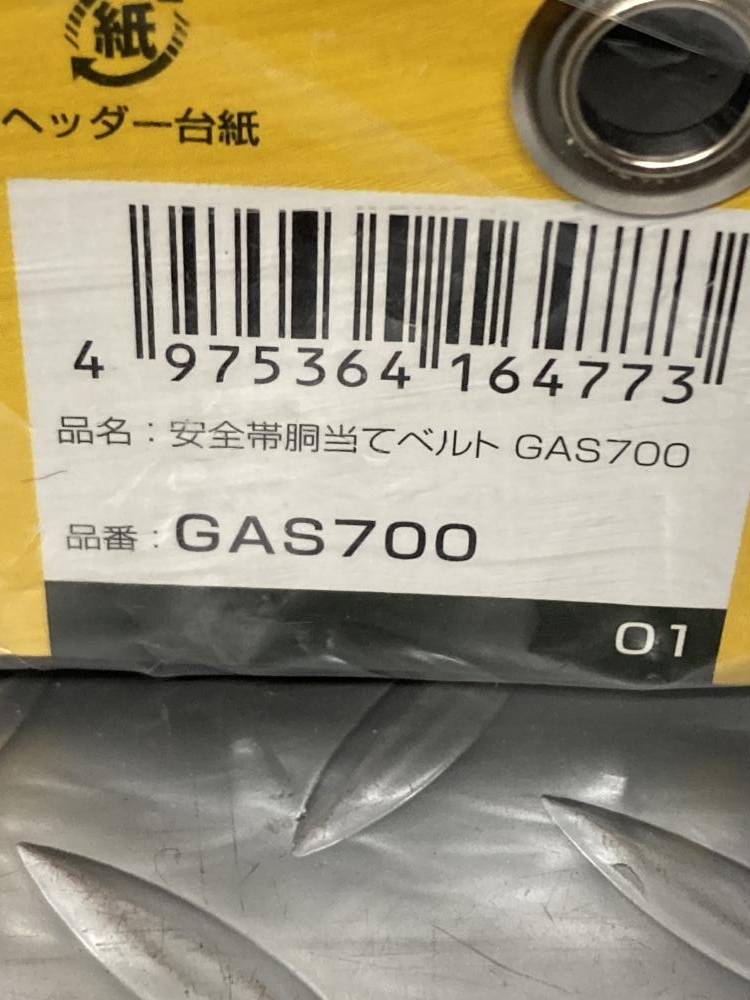 紙
ヘッダー台紙
4 975364 164773
品名：安全帯胴当てベルト GAS700
品番：GAS700
01